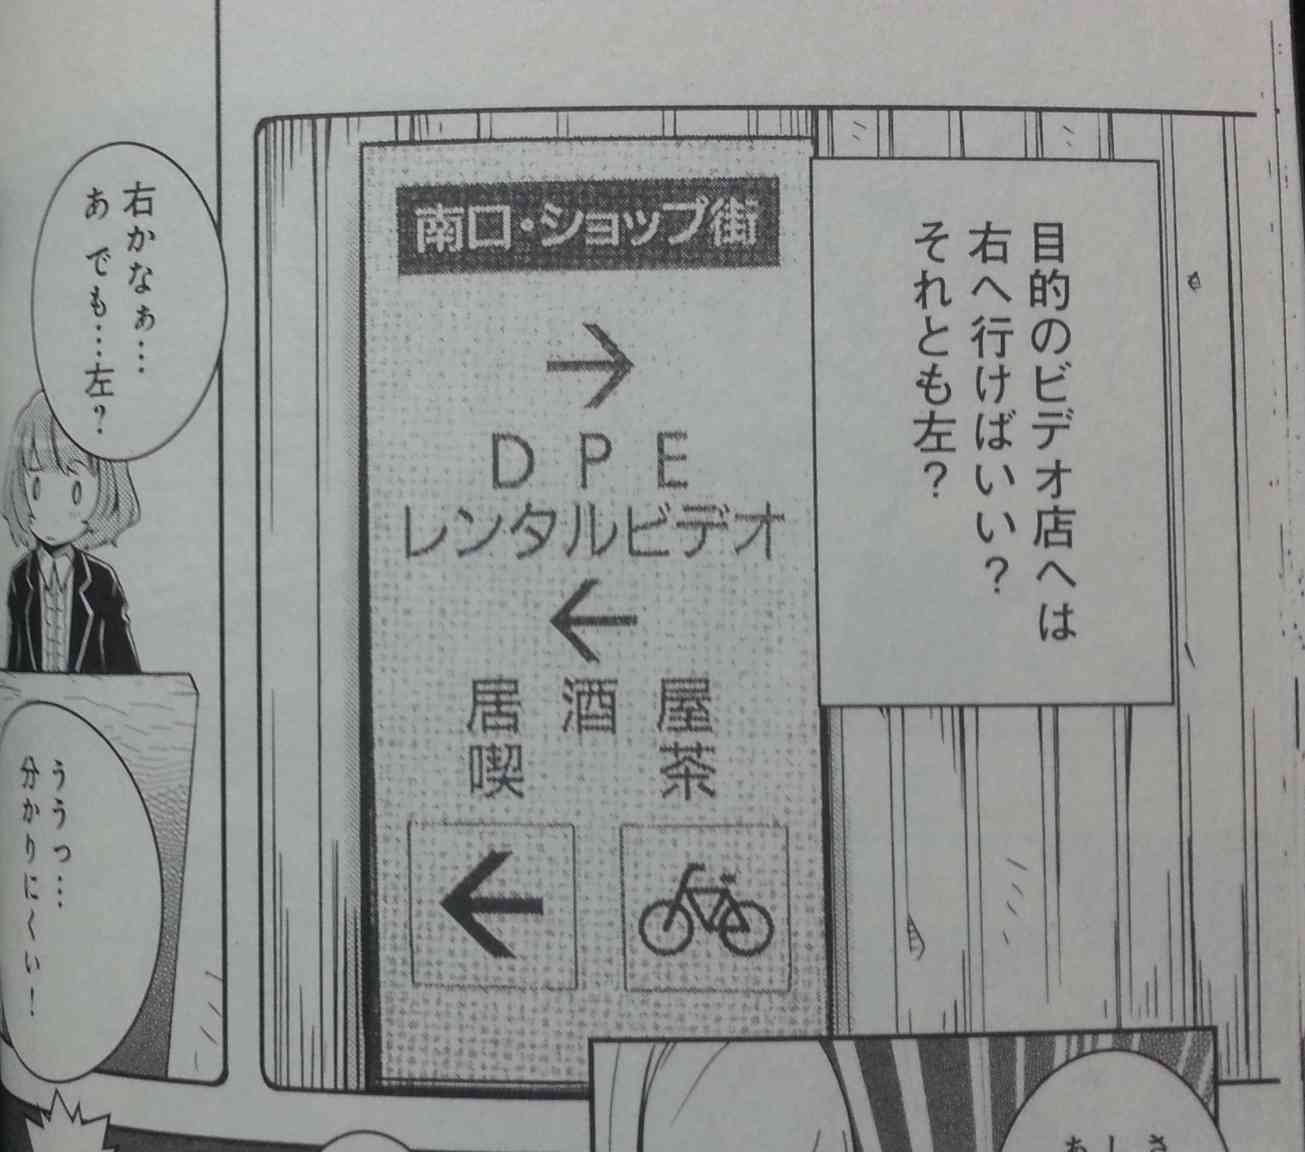 目的のビデオ店へは
右へ行けばいい？
それとも左？
南口・ショップ街
→
DPE
レンタルビデオ
←
居酒屋
喫茶
←
右かなぁ…
あ でも…左？
ううっ…
分かりにくい！